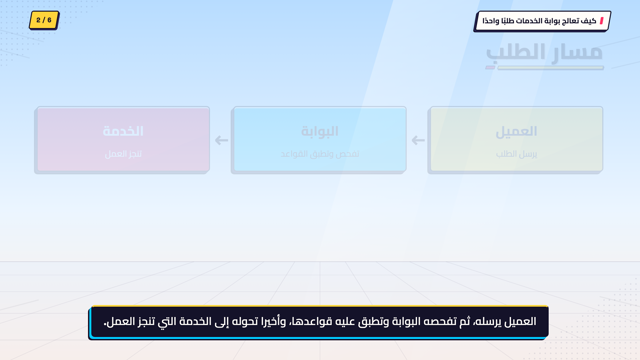 كيف تعالج بوابة الخدمات طلبًا واحدًا
2 / 6
مسار الطلب
العميل
يرسل الطلب
البوابة
تفحص وتطبق القواعد
الخدمة
تنجز العمل
العميل يرسله، ثم تفحصه البوابة وتطبق عليه قواعدها، وأخيرا تحوله إلى الخدمة التي تنجز العمل.